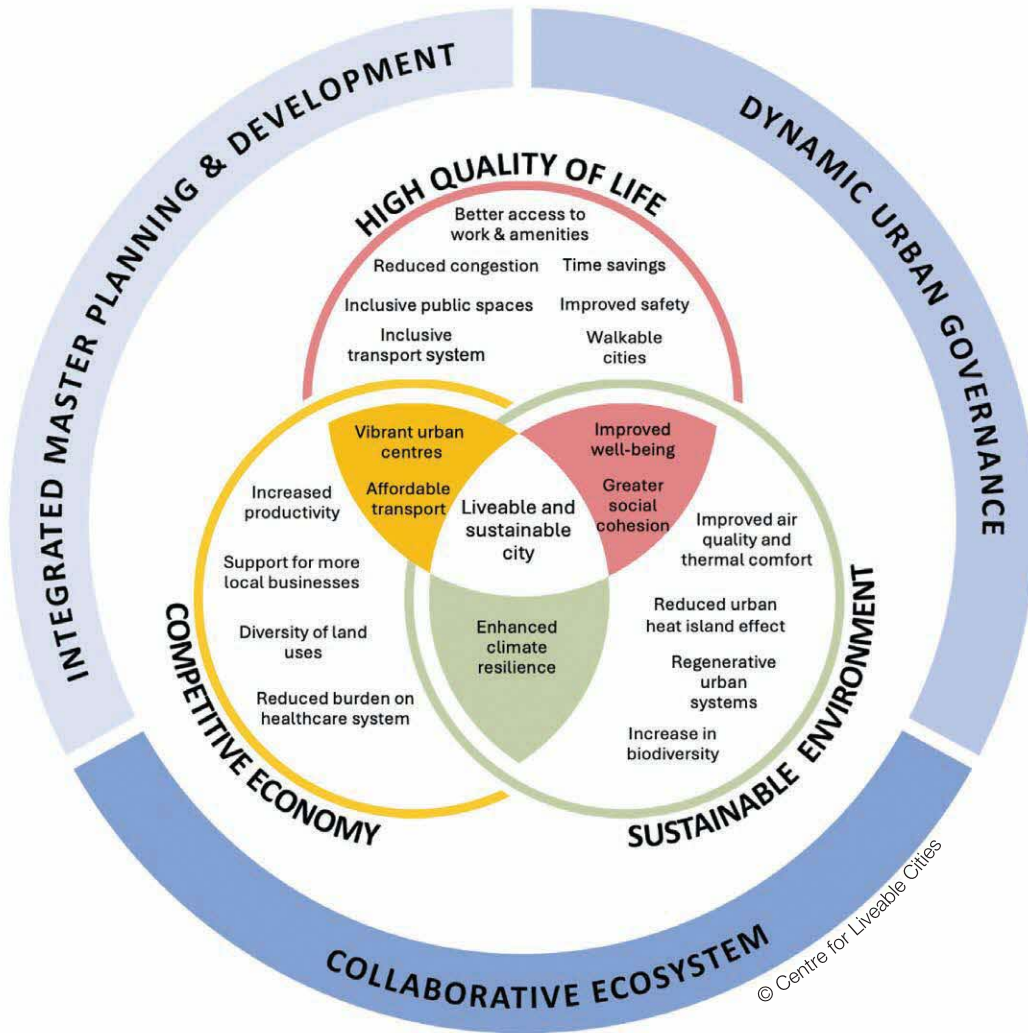 INTEGRATED MASTER PLANNING & DEVELOPMENT
DYNAMIC URBAN GOVERNANCE
HIGH QUALITY OF LIFE
Better access to
work & amenities
Reduced congestion
Time savings
Inclusive public spaces
Improved safety
Inclusive
transport system
Walkable
cities
Vibrant urban
centres
Affordable
transport
Improved
well-being
Greater
social
cohesion
Liveable and
sustainable
city
Increased
productivity
Support for more
local businesses
Diversity of land
uses
Reduced burden on
healthcare system
COMPETITIVE ECONOMY
Enhanced
climate
resilience
Improved air
quality and
thermal comfort
Reduced urban
heat island effect
Regenerative
urban
systems
Increase in
biodiversity
SUSTAINABLE ENVIRONMENT
COLLABORATIVE ECOSYSTEM
© Centre for Liveable Cities